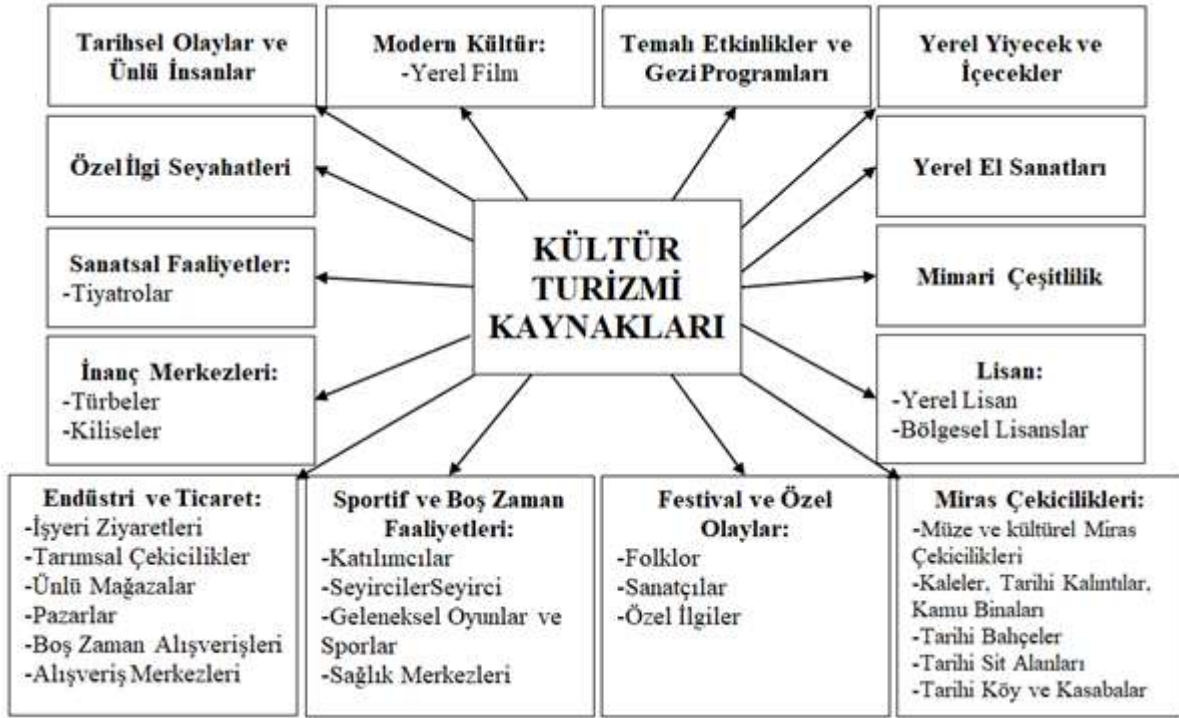 Tarihsel Olaylar ve
Ünlü İnsanlar
Modern Kültür:
-Yerel Film
Temalı Etkinlikler ve
Gezi Programları
Yerel Yiyecek ve
İçecekler
Özel İlgi Seyahatleri
Yerel El Sanatları
KÜLTÜR
TURİZMİ
KAYNAKLARI
Sanatsal Faaliyetler:
-Tiyatrolar
Mimari Çeşitlilik
İnanç Merkezleri:
-Türbeler
-Kiliseler
Lisan:
-Yerel Lisan
-Bölgesel Lisanslar
Endüstri ve Ticaret:
-İşyeri Ziyaretleri
-Tarımsal Çekicilikler
-Ünlü Mağazalar
-Pazarlar
-Boş Zaman Alışverişleri
-Alışveriş Merkezleri
Sportif ve Boş Zaman
Faaliyetleri:
-Katılımcılar
-SeyircilerSeyirci
-Geleneksel Oyunlar ve
Sporlar
-Sağlık Merkezleri
Festival ve Özel
Olaylar:
-Folklor
-Sanatçılar
-Özel İlgiler
Miras Çekicilikleri:
-Müze ve kültürel Miras
Çekicilikleri
-Kaleler, Tarihi Kalıntılar,
Kamu Binaları
-Tarihi Bahçeler
-Tarihi Sit Alanları
-Tarihi Köy ve Kasabalar